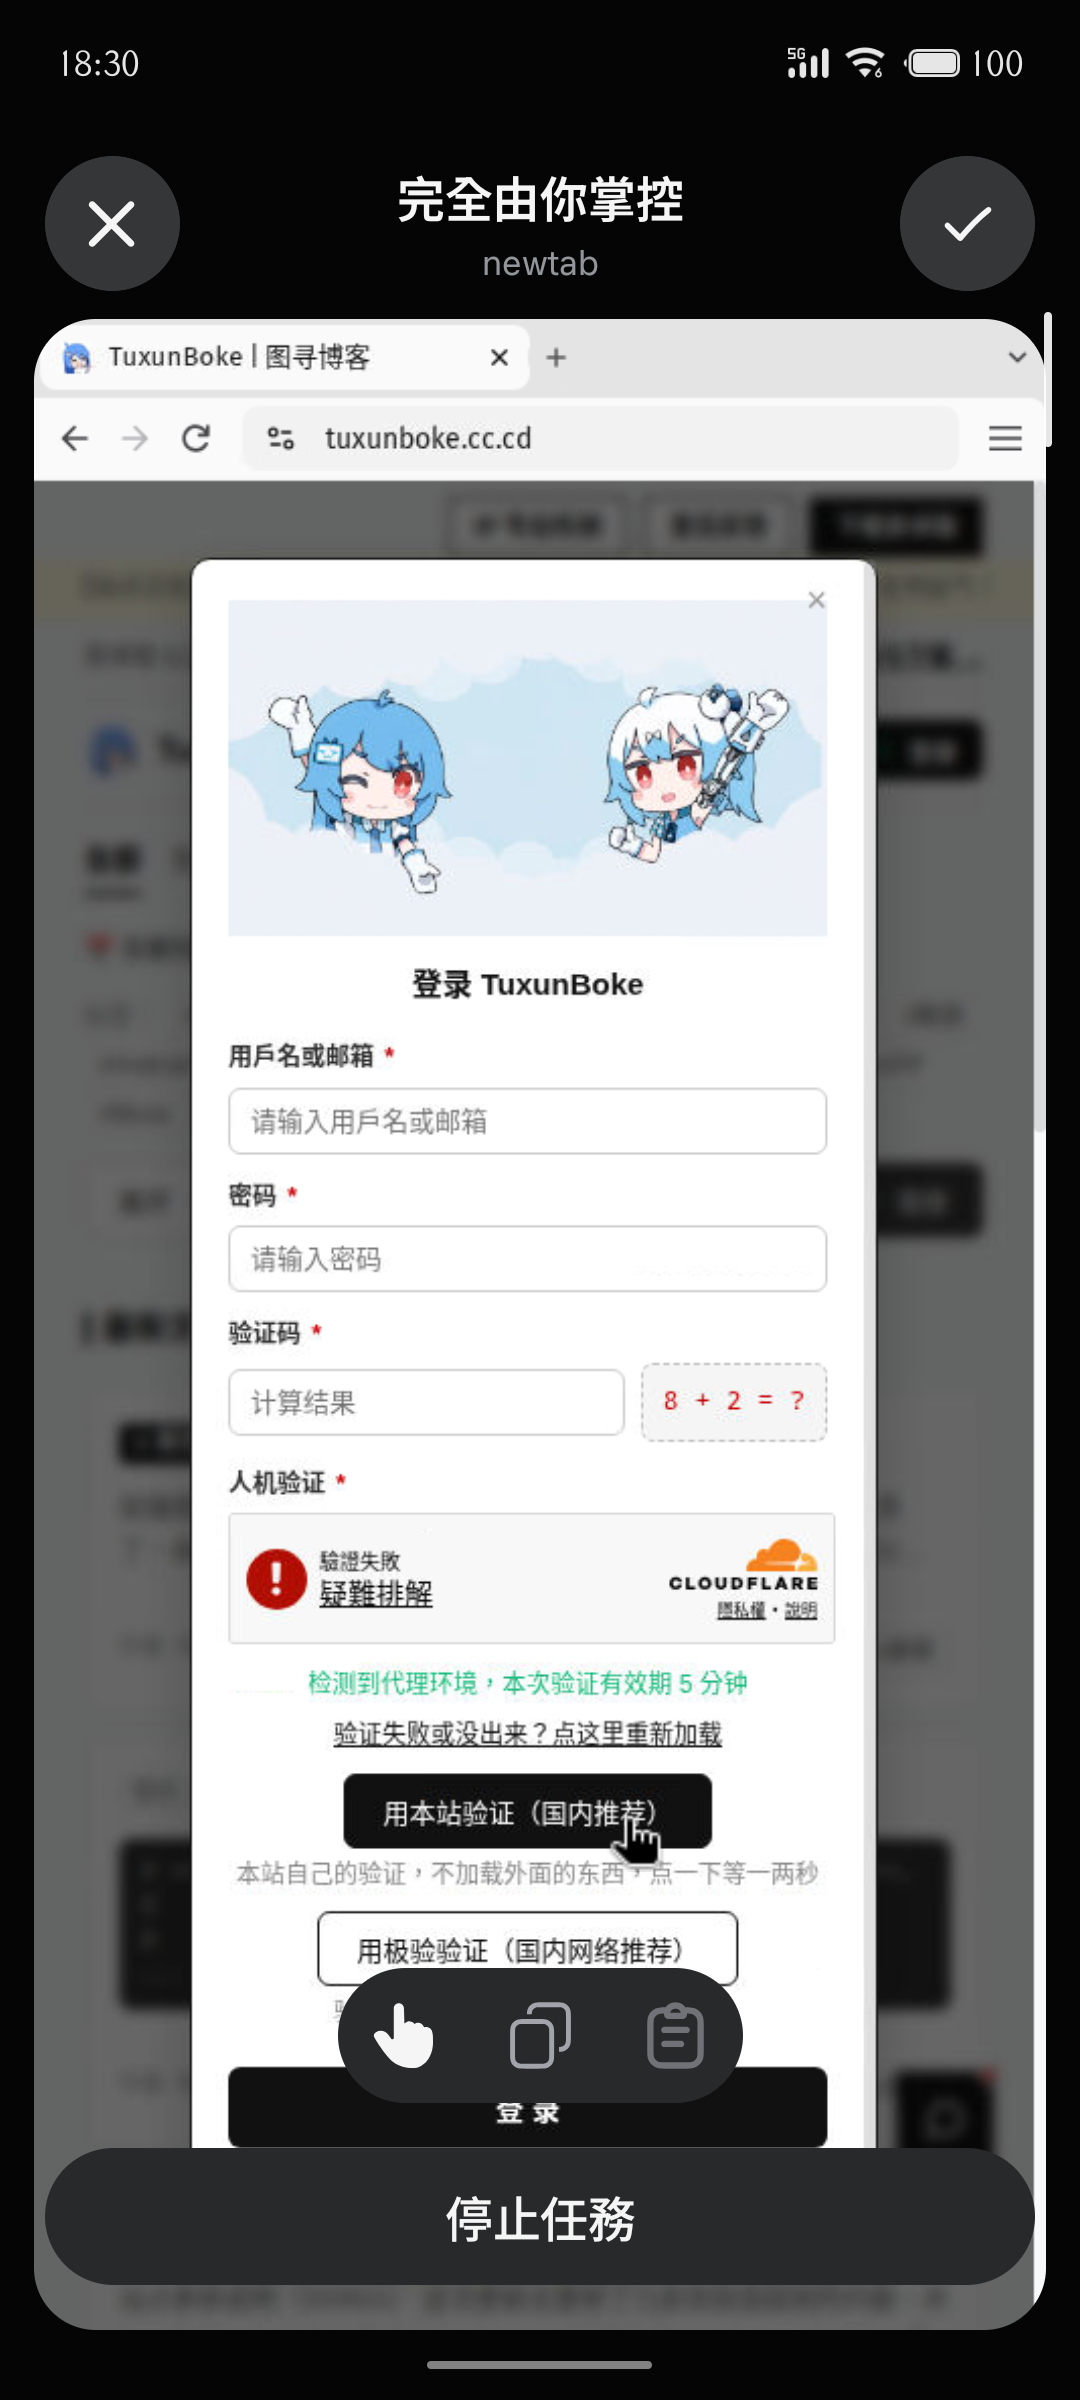 18:30
5G
6
100
完全由你掌控
newtab
TuxunBoke | 图寻博客
tuxunboke.cc.cd
登录 TuxunBoke
用戶名或邮箱 *
请输入用戶名或邮箱
密码 *
请输入密码
验证码 *
计算结果
8 + 2 = ?
人机验证 *
驗證失敗
疑難排解
CLOUDFLARE
隱私權 • 說明
检测到代理环境，本次验证有效期 5 分钟
验证失败或没出来？点这里重新加载
用本站验证（国内推荐）
本站自己的验证，不加载外面的东西，点一下等一两秒
用极验验证（国内网络推荐）
登 录
停止任務